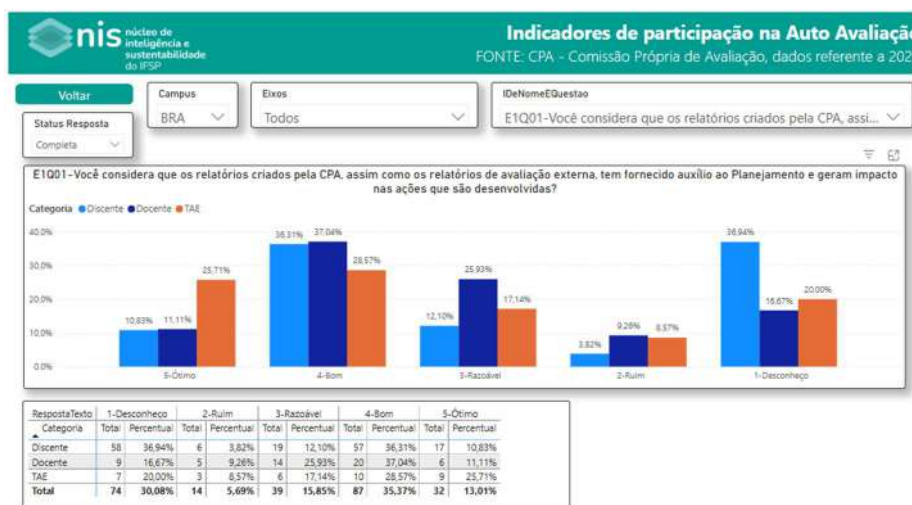 nis núcleo de
inteligência e
sustentabilidade
do IFSP
Indicadores de participação na Auto Avaliaçã
FONTE: CPA - Comissão Própria de Avaliação, dados referente a 202
Voltar
Campus
BRA
Eixos
Todos
IDeNomeEQuestao
E1Q01-Você considera que os relatórios criados pela CPA, assi...
Status Resposta
Completa
E1Q01-Você considera que os relatórios criados pela CPA, assim como os relatórios de avaliação externa, tem fornecido auxílio ao Planejamento e geram impacto
nas ações que são desenvolvidas?
Categoria Discente Docente TAE
40,0%
30,0%
20,0%
10,0%
0,0%
10,83% 11,11% 25,71%
36,31% 37,04% 28,57%
12,10% 25,93% 17,14%
3,82% 9,26% 8,57%
36,94% 16,67% 20,00%
5-Ótimo 4-Bom 3-Razoável 2-Ruim 1-Desconheço
RespostaTexto 1-Desconheço 2-Ruim 3-Razoável 4-Bom 5-Ótimo
Categoria Total Percentual Total Percentual Total Percentual Total Percentual Total Percentual
Discente 58 36,94% 6 3,82% 19 12,10% 57 36,31% 17 10,83%
Docente 9 16,67% 5 9,26% 14 25,93% 20 37,04% 6 11,11%
TAE 7 20,00% 3 8,57% 6 17,14% 10 28,57% 9 25,71%
Total 74 30,08% 14 5,69% 39 15,85% 87 35,37% 32 13,01%